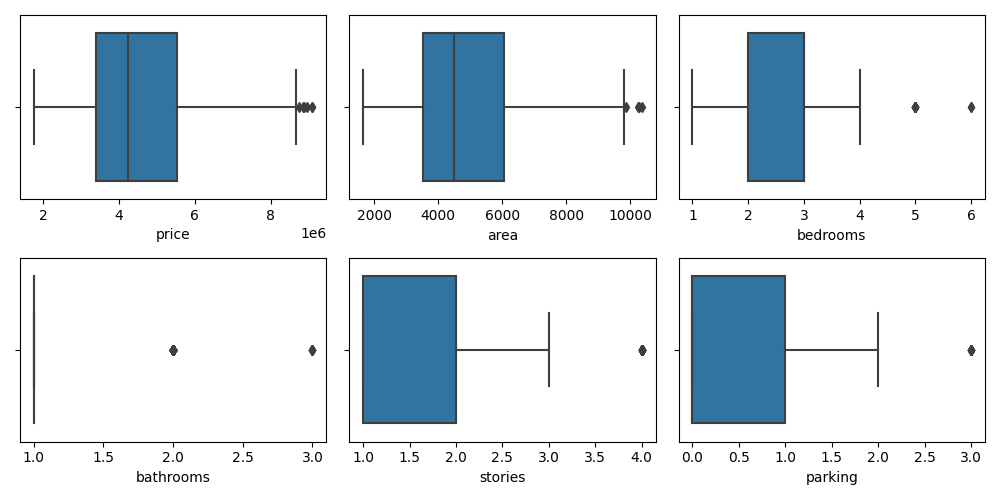 2 4 6 8
1e6
price
2000 4000 6000 8000 10000
area
1 2 3 4 5 6
bedrooms
1.0 1.5 2.0 2.5 3.0
bathrooms
1.0 1.5 2.0 2.5 3.0 3.5 4.0
stories
0.0 0.5 1.0 1.5 2.0 2.5 3.0
parking